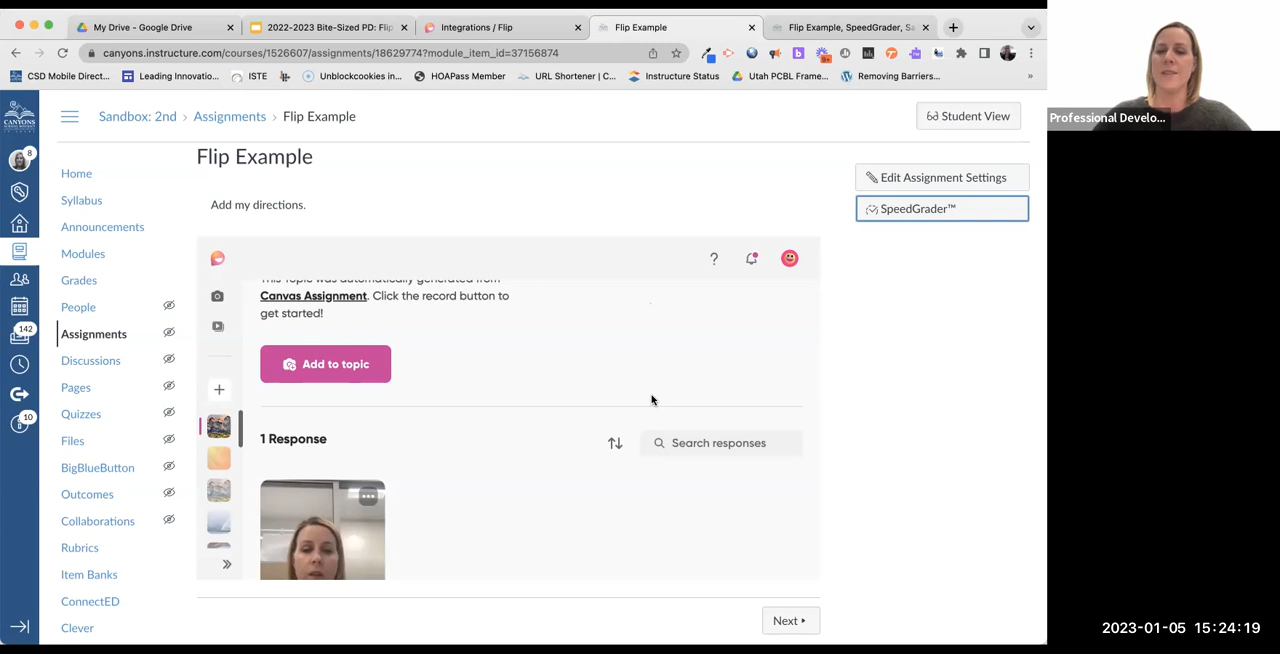 My Drive - Google Drive
2022-2023 Bite-Sized PD: Flip
Integrations / Flip
Flip Example
Flip Example, SpeedGrader, Sa
canyons.instructure.com/courses/1526607/assignments/18629774?module_item_id=37156874
CSD Mobile Direct...
Leading Innovatio...
ISTE
Unblockcookies in...
HOAPass Member
URL Shortener | C...
Instructure Status
Utah PCBL Frame...
Removing Barriers...
»
CANYONS
8
142
10
Sandbox: 2nd › Assignments › Flip Example
Student View
Home
Syllabus
Announcements
Modules
Grades
People
Assignments
Discussions
Pages
Quizzes
Files
BigBlueButton
Outcomes
Collaborations
Rubrics
Item Banks
ConnectED
Clever
Flip Example
Add my directions.
This Topic was automatically generated from
Canvas Assignment. Click the record button to
get started!
Add to topic
1 Response
Search responses
Next
Edit Assignment Settings
SpeedGrader™
Professional Develo...
2023-01-05 15:24:19